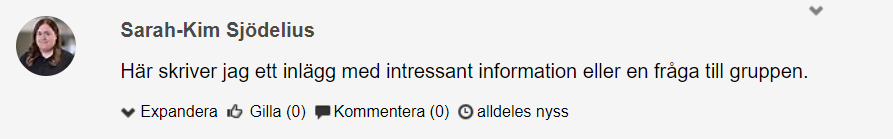 Sarah-Kim Sjödelius
Här skriver jag ett inlägg med intressant information eller en fråga till gruppen.
Expandera Gilla (0) Kommentera (0) alldeles nyss